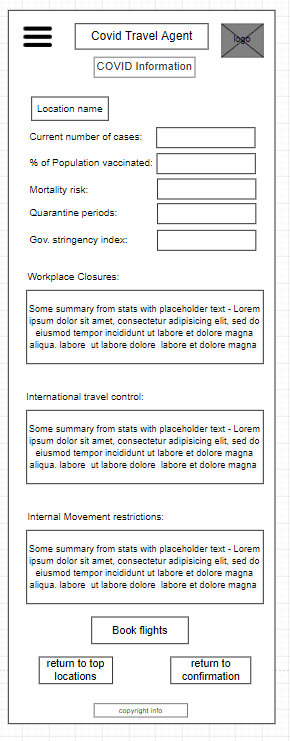 Covid Travel Agent
logo
COVID Information
Location name
Current number of cases:
% of Population vaccinated:
Mortality risk:
Quarantine periods:
Gov. stringency index:
Workplace Closures:
Some summary from stats with placeholder text - Lorem
ipsum dolor sit amet, consectetur adipisicing elit, sed do
eiusmod tempor incididunt ut labore et dolore magna
aliqua. labore ut labore dolore labore et dolore magna
International travel control:
Some summary from stats with placeholder text - Lorem
ipsum dolor sit amet, consectetur adipisicing elit, sed do
eiusmod tempor incididunt ut labore et dolore magna
aliqua. labore ut labore dolore labore et dolore magna
Internal Movement restrictions:
Some summary from stats with placeholder text - Lorem
ipsum dolor sit amet, consectetur adipisicing elit, sed do
eiusmod tempor incididunt ut labore et dolore magna
aliqua. labore ut labore dolore labore et dolore magna
Book flights
return to top
locations
return to
confirmation
copyright info